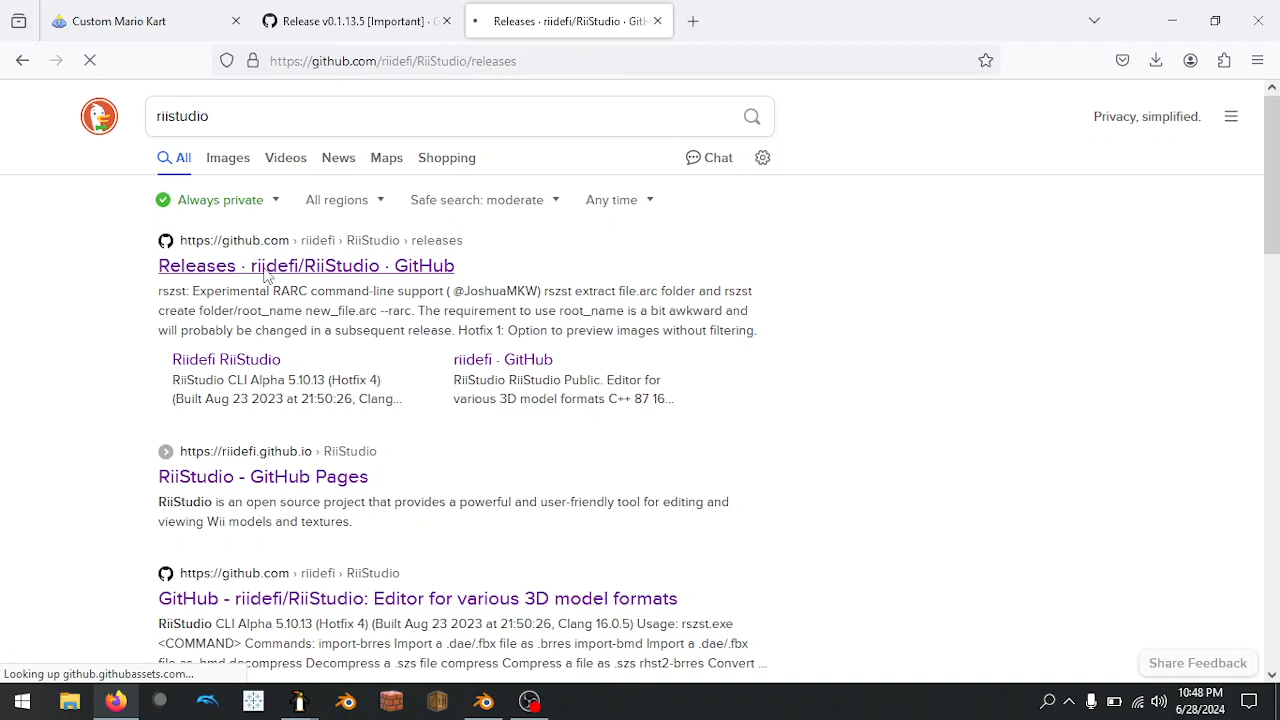 Custom Mario Kart
Release v0.1.13.5 [Important] · G
Releases · riidefi/RiiStudio · GitH
https://github.com/riidefi/RiiStudio/releases
riistudio
Privacy, simplified.
All
Images
Videos
News
Maps
Shopping
Chat
Always private
All regions
Safe search: moderate
Any time
https://github.com › riidefi › RiiStudio › releases
Releases · riidefi/RiiStudio · GitHub
rszst: Experimental RARC command-line support ( @JoshuaMKW) rszst extract file.arc folder and rszst
create folder/root_name new_file.arc --rarc. The requirement to use root_name is a bit awkward and
will probably be changed in a subsequent release. Hotfix 1: Option to preview images without filtering.
Riidefi RiiStudio
RiiStudio CLI Alpha 5.10.13 (Hotfix 4)
(Built Aug 23 2023 at 21:50:26, Clang...
riidefi - GitHub
RiiStudio RiiStudio Public. Editor for
various 3D model formats C++ 87 16...
https://riidefi.github.io › RiiStudio
RiiStudio - GitHub Pages
RiiStudio is an open source project that provides a powerful and user-friendly tool for editing and
viewing Wii models and textures.
https://github.com › riidefi › RiiStudio
GitHub - riidefi/RiiStudio: Editor for various 3D model formats
RiiStudio CLI Alpha 5.10.13 (Hotfix 4) (Built Aug 23 2023 at 21:50:26, Clang 16.0.5) Usage: rszst.exe
<COMMAND> Commands: import-brres Import a .dae/.fbx file as .brres import-bmd Import a .dae/.fbx
file as .bmd decompress Decompress a .szs file compress Compress a file as .szs rhst2-brres Convert ...
Share Feedback
Looking up github.githubassets.com...
10:48 PM
6/28/2024